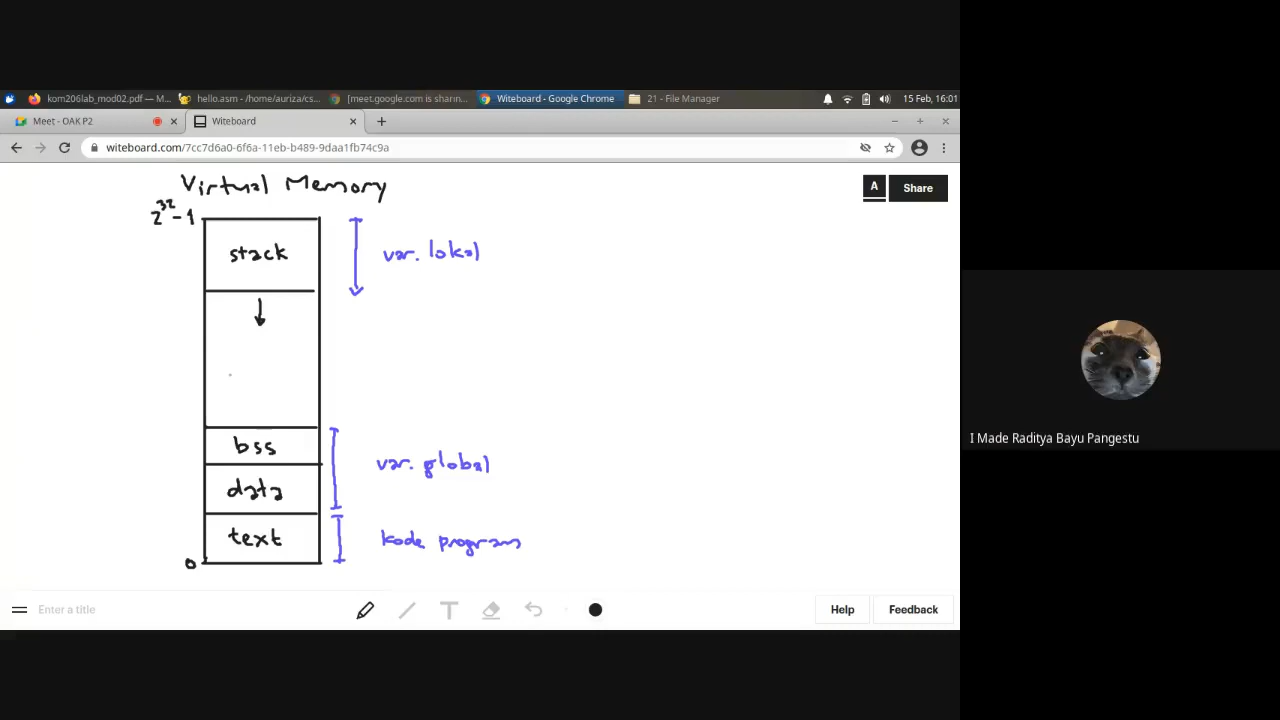 kom206lab_mod02.pdf — M... hello.asm - /home/auriza/cs... [meet.google.com is sharin... Witeboard - Google Chrome 21 - File Manager 15 Feb, 16:01
Meet - OAK P2 Witeboard
witeboard.com/7cc7d6a0-6f6a-11eb-b489-9daa1fb74c9a
Virtual Memory
A Share
2^32 - 1
stack var. lokal
I Made Raditya Bayu Pangestu
bss
var. global
data
text kode program
0
Enter a title T Help Feedback